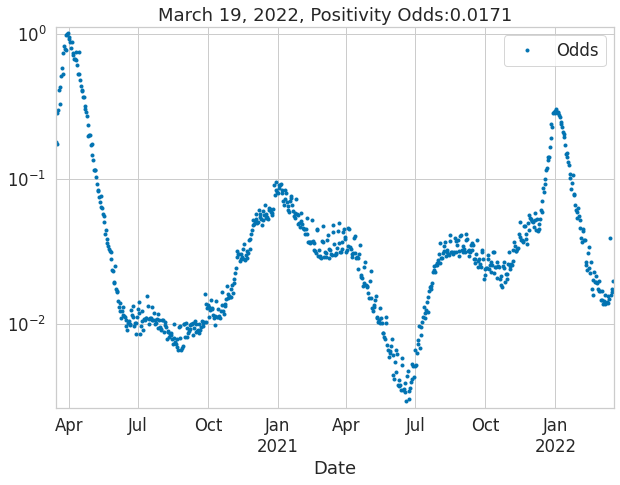 March 19, 2022, Positivity Odds:0.0171
10⁰
Odds
10⁻¹
10⁻²
Apr Jul Oct Jan Apr Jul Oct Jan
2021 2022
Date